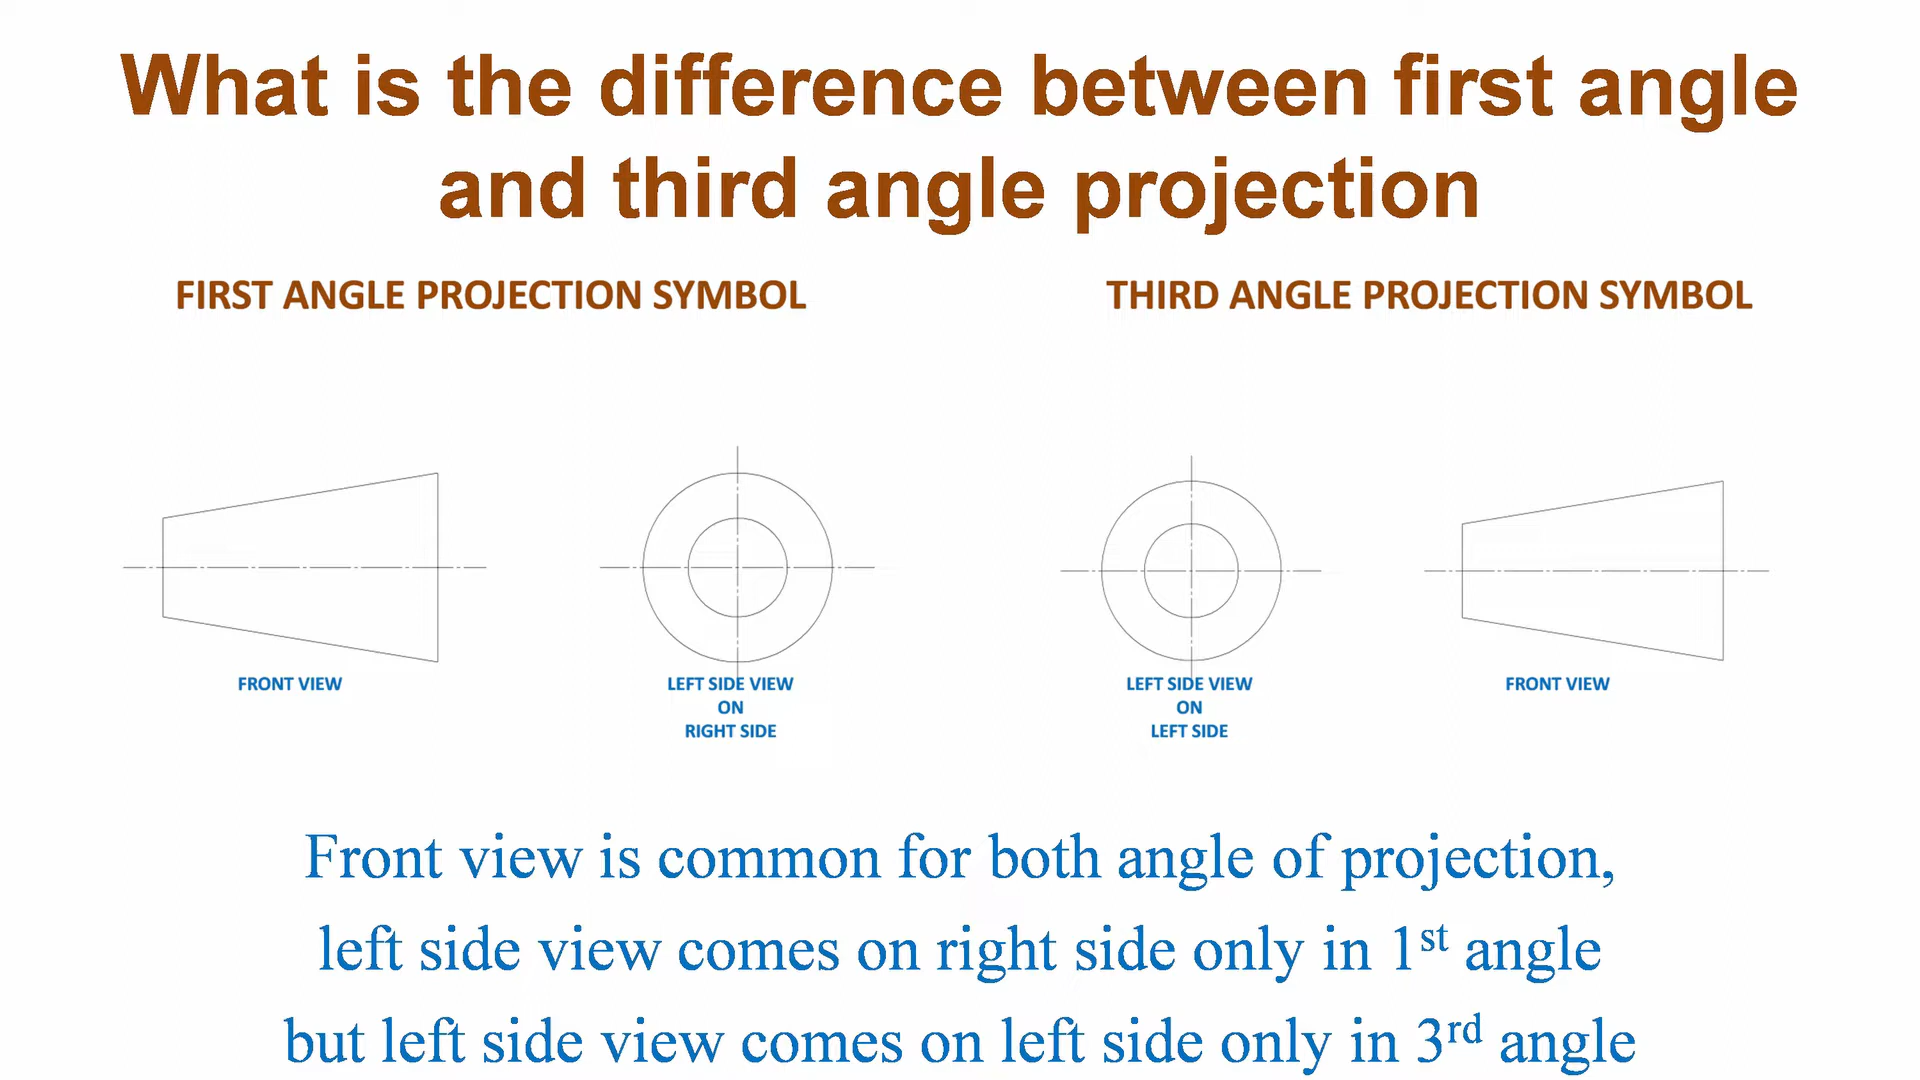 What is the difference between first angle
and third angle projection
FIRST ANGLE PROJECTION SYMBOL
THIRD ANGLE PROJECTION SYMBOL
FRONT VIEW
LEFT SIDE VIEW
ON
RIGHT SIDE
LEFT SIDE VIEW
ON
LEFT SIDE
FRONT VIEW
Front view is common for both angle of projection,
left side view comes on right side only in 1st angle
but left side view comes on left side only in 3rd angle